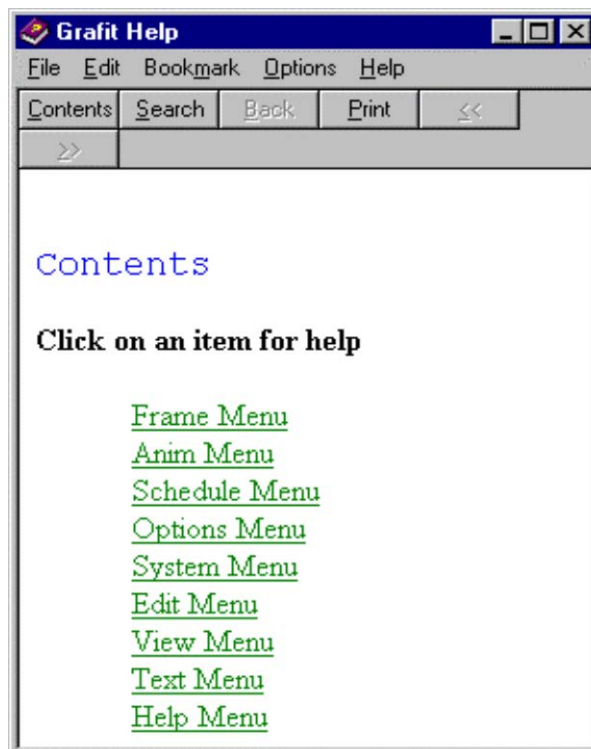 Grafit Help
File Edit Bookmark Options Help
Contents Search Back Print <<
>>
Contents
Click on an item for help
Frame Menu
Anim Menu
Schedule Menu
Options Menu
System Menu
Edit Menu
View Menu
Text Menu
Help Menu